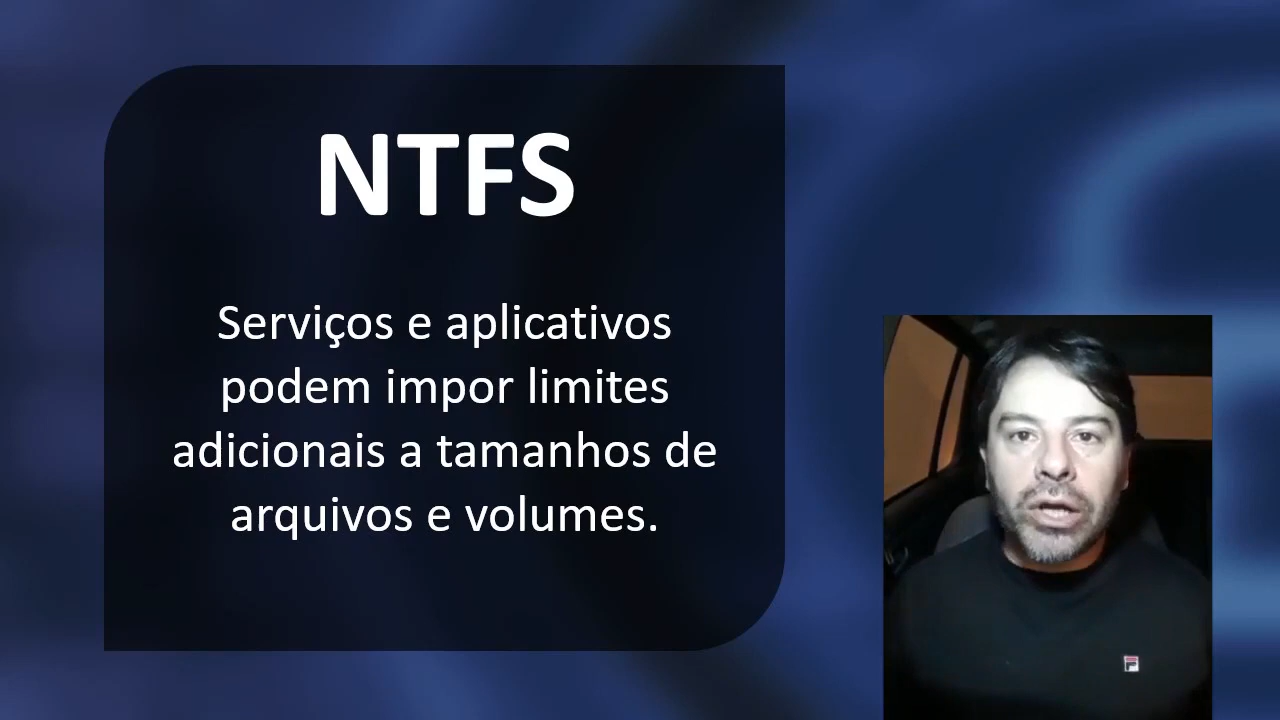 NTFS
Serviços e aplicativos
podem impor limites
adicionais a tamanhos de
arquivos e volumes.